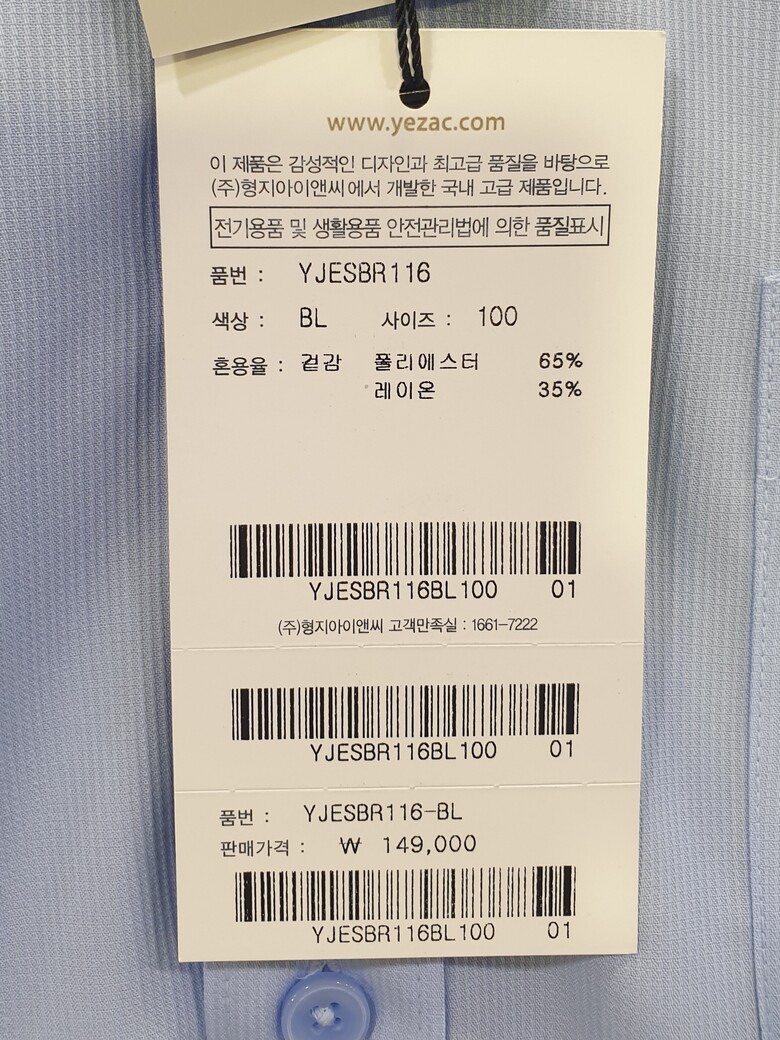 www.yezac.com
이 제품은 감성적인 디자인과 최고급 품질을 바탕으로
(주)형지아이앤씨에서 개발한 국내 고급 제품입니다.
전기용품 및 생활용품 안전관리법에 의한 품질표시
품번 : YJESBR116
색상 : BL 사이즈 : 100
혼용율 : 겉감 폴리에스터 65%
레이온 35%
YJESBR116BL100 01
(주)형지아이앤씨 고객만족실 : 1661-7222
YJESBR116BL100 01
품번 : YJESBR116-BL
판매가격 : ₩ 149,000
YJESBR116BL100 01